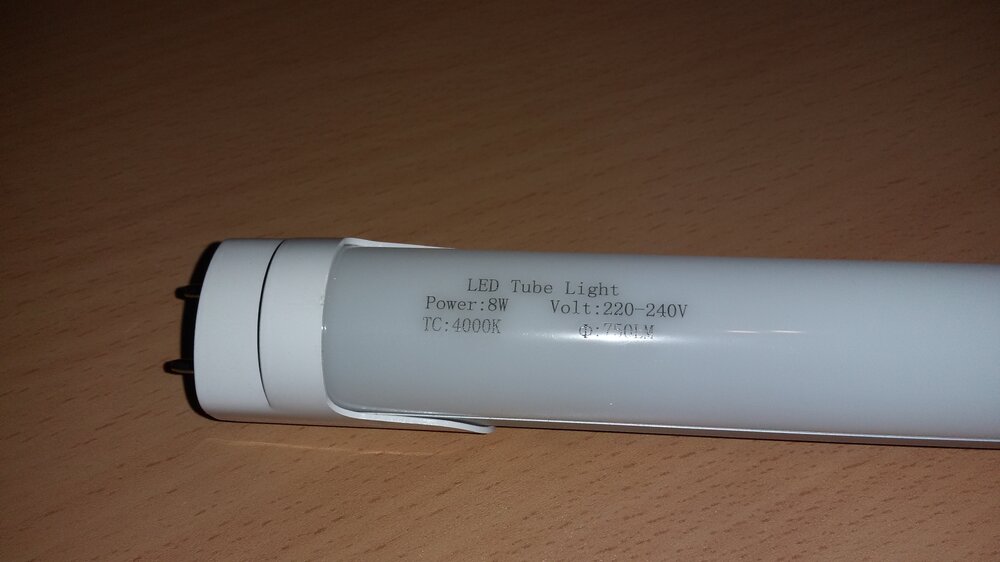 LED Tube Light
Power:8W Volt:220-240V
TC:4000K Φ:750LM